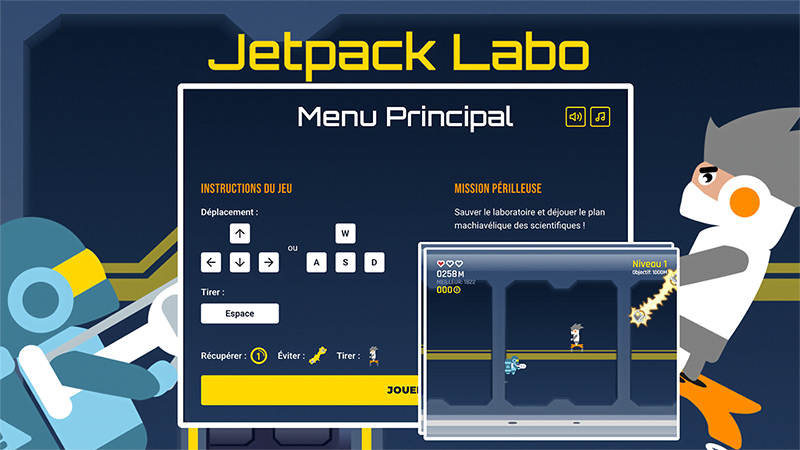 Jetpack Labo
Menu Principal
INSTRUCTIONS DU JEU
Déplacement :
W
ou
A S D
Tirer :
Espace
Récupérer : 1 Éviter : Tirer :
MISSION PÉRILLEUSE
Sauver le laboratoire et déjouer le plan
machiavélique des scientifiques !
0258 M
MEILLEUR: 1822
000
Niveau 1
Objectif: 1000M